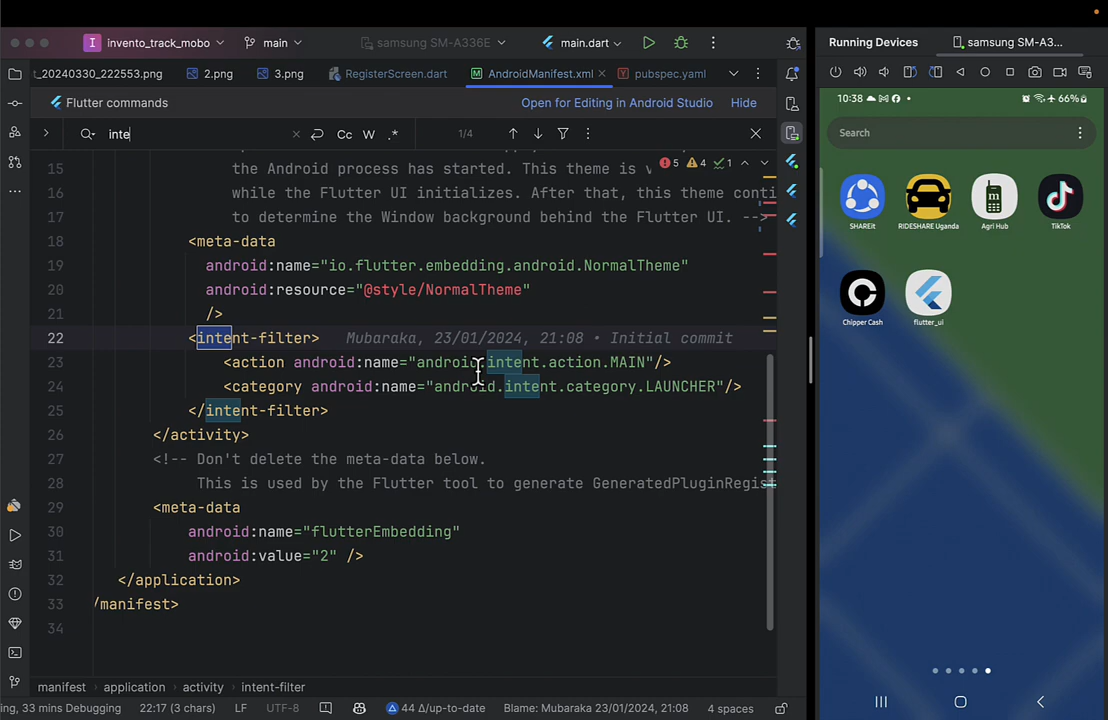 invento_track_mobo
main
samsung SM-A336E
main.dart
Running Devices
samsung SM-A3...
t_20240330_222553.png
2.png
3.png
RegisterScreen.dart
AndroidManifest.xml
pubspec.yaml
Flutter commands
Open for Editing in Android Studio
Hide
inte
Cc
W
.*
1/4
5
4
1
15 the Android process has started. This theme is v
16 while the Flutter UI initializes. After that, this theme conti
17 to determine the Window background behind the Flutter UI. -->
18 <meta-data
19 android:name="io.flutter.embedding.android.NormalTheme"
20 android:resource="@style/NormalTheme"
21 />
22 <intent-filter> Mubaraka, 23/01/2024, 21:08 • Initial commit
23 <action android:name="android.intent.action.MAIN"/>
24 <category android:name="android.intent.category.LAUNCHER"/>
25 </intent-filter>
26 </activity>
27 <!-- Don't delete the meta-data below.
28 This is used by the Flutter tool to generate GeneratedPluginRegist
29 <meta-data
30 android:name="flutterEmbedding"
31 android:value="2" />
32 </application>
33 /manifest>
34
manifest
application
activity
intent-filter
ng, 33 mins Debugging
22:17 (3 chars)
LF
UTF-8
44 Δ/up-to-date
Blame: Mubaraka 23/01/2024, 21:08
4 spaces
10:38
66%
Search
SHAREit
RIDESHARE Uganda
Agri Hub
TikTok
Chipper Cash
flutter_ui